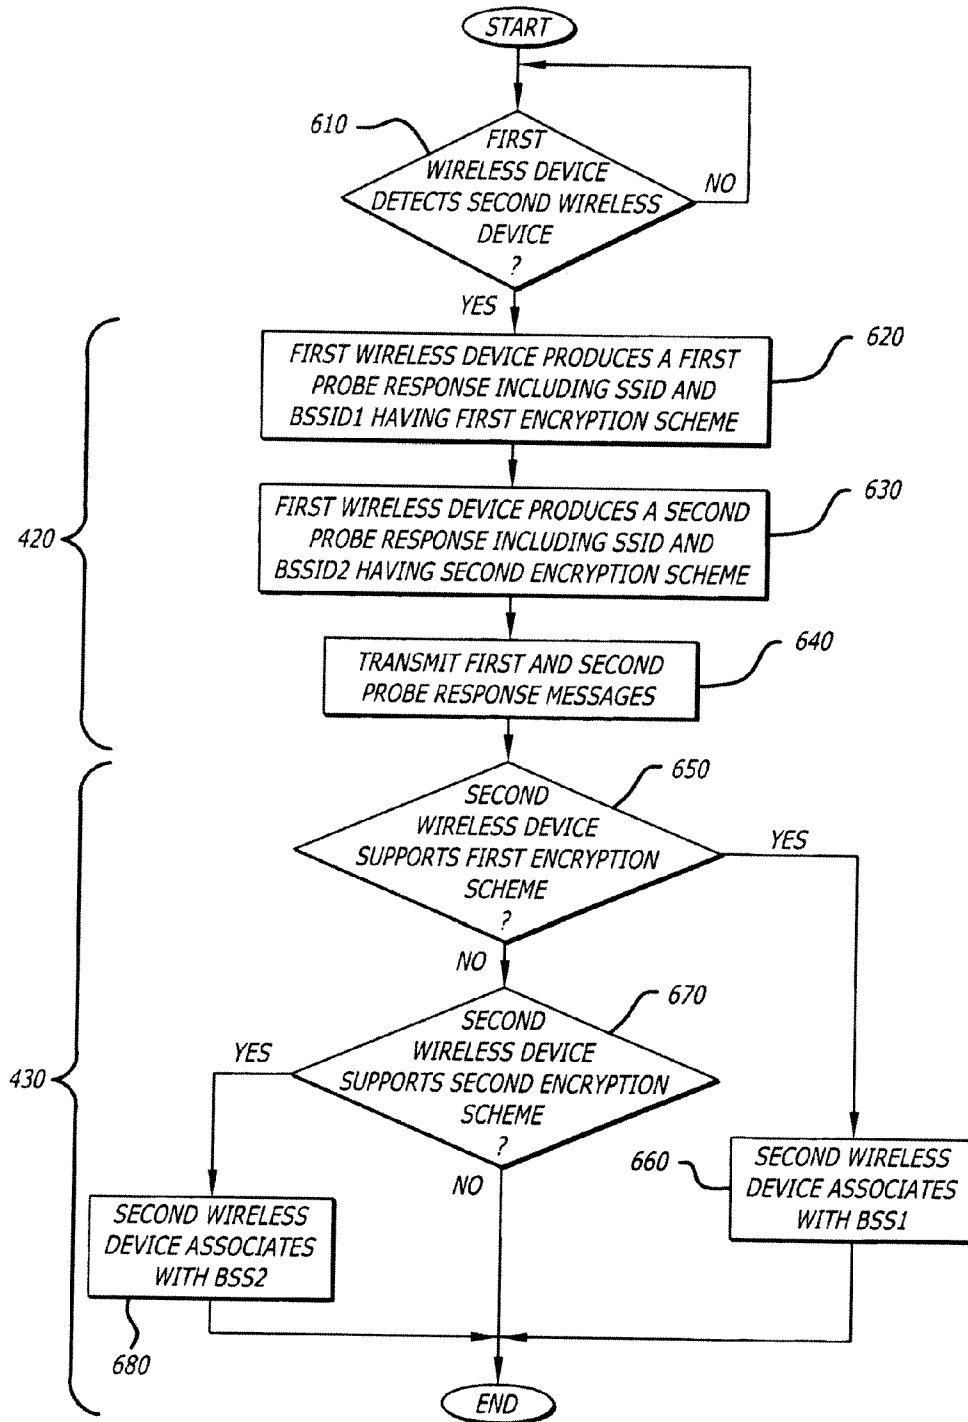 START
610
FIRST
WIRELESS DEVICE
DETECTS SECOND WIRELESS
DEVICE
?
NO
YES
620
FIRST WIRELESS DEVICE PRODUCES A FIRST
PROBE RESPONSE INCLUDING SSID AND
BSSID1 HAVING FIRST ENCRYPTION SCHEME
630
FIRST WIRELESS DEVICE PRODUCES A SECOND
PROBE RESPONSE INCLUDING SSID AND
BSSID2 HAVING SECOND ENCRYPTION SCHEME
420
640
TRANSMIT FIRST AND SECOND
PROBE RESPONSE MESSAGES
650
SECOND
WIRELESS DEVICE
SUPPORTS FIRST ENCRYPTION
SCHEME
?
YES
NO
670
SECOND
WIRELESS DEVICE
SUPPORTS SECOND ENCRYPTION
SCHEME
?
YES
NO
430
660
SECOND WIRELESS
DEVICE ASSOCIATES
WITH BSS1
SECOND WIRELESS
DEVICE ASSOCIATES
WITH BSS2
680
END